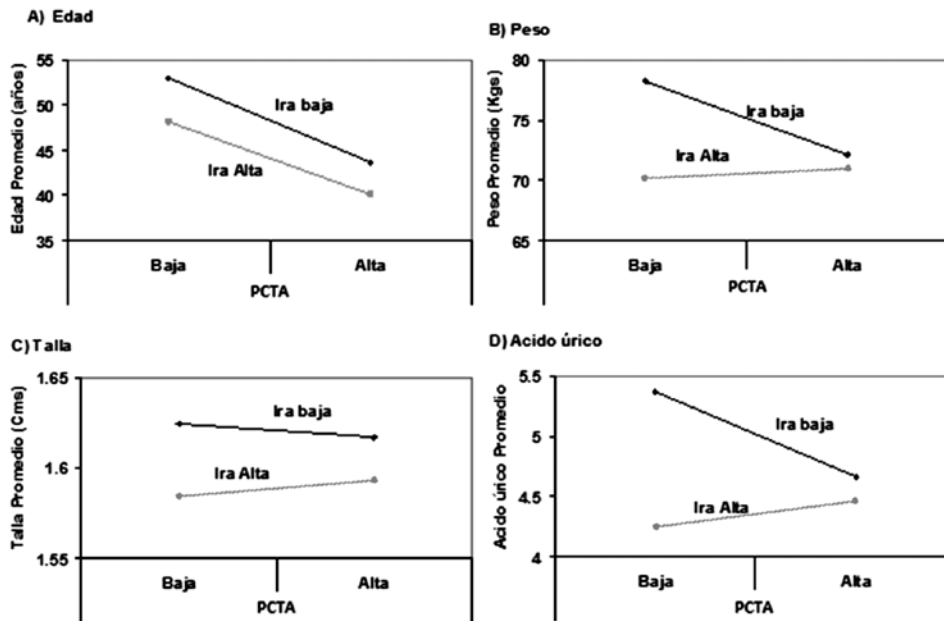 A) Edad
Edad Promedio (años)
55
50
45
40
35
Ira baja
Ira Alta
Baja
Alta
PCTA
B) Peso
Peso Promedio (Kgs)
80
75
70
65
Ira baja
Ira Alta
Baja
Alta
PCTA
C) Talla
Talla Promedio (Cms)
1.65
1.6
1.55
Ira baja
Ira Alta
Baja
Alta
PCTA
D) Acido úrico
Acido úrico Promedio
5.5
5
4.5
4
Ira baja
Ira Alta
Baja
Alta
PCTA